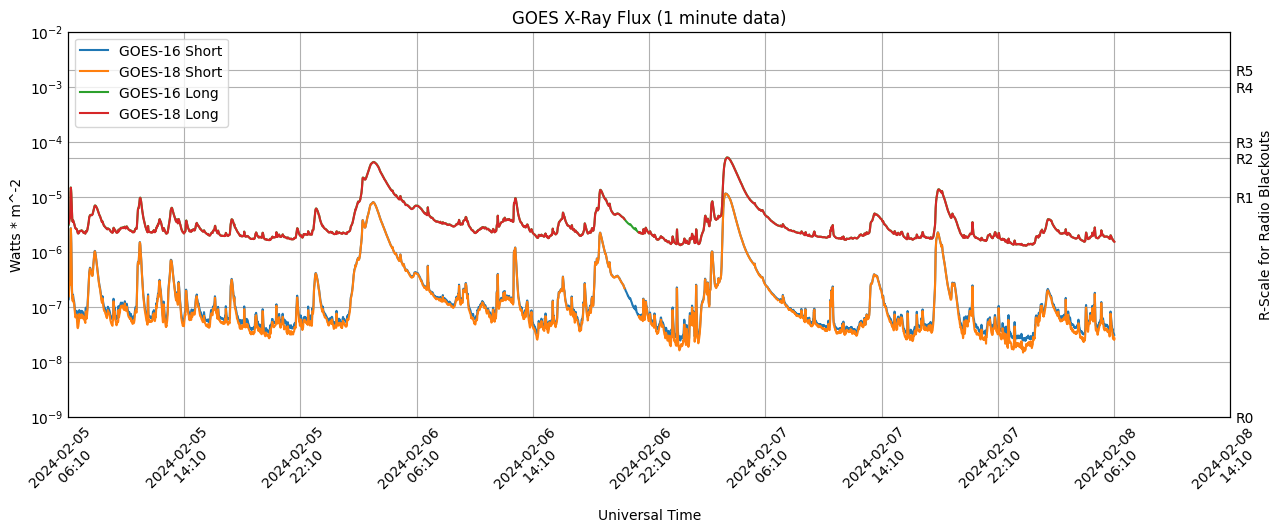 GOES X-Ray Flux (1 minute data)
GOES-16 Short
GOES-18 Short
GOES-16 Long
GOES-18 Long
Watts * m^-2
10^-2
10^-3
10^-4
10^-5
10^-6
10^-7
10^-8
10^-9
R5
R4
R3
R2
R1
R0
R-Scale for Radio Blackouts
2024-02-05
06:10
2024-02-05
14:10
2024-02-05
22:10
2024-02-06
06:10
2024-02-06
14:10
2024-02-06
22:10
2024-02-07
06:10
2024-02-07
14:10
2024-02-07
22:10
2024-02-08
06:10
2024-02-08
14:10
Universal Time